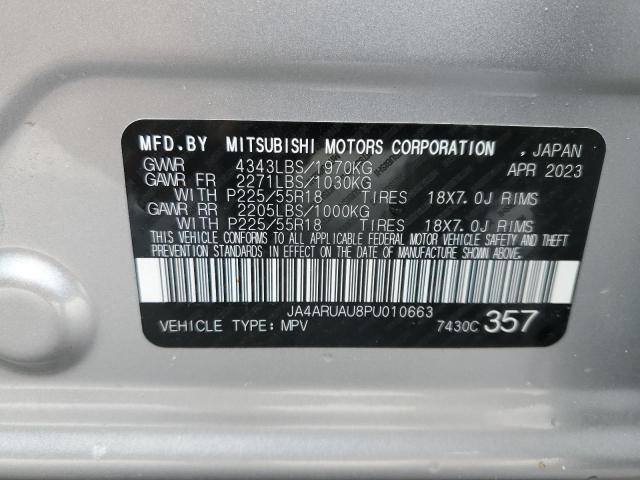 MFD.BY MITSUBISHI MOTORS CORPORATION , JAPAN
GVWR 4343LBS/1970KG APR 2023
GAWR FR 2271LBS/1030KG
WITH P225/55R18 TIRES 18X7.0J RIMS
GAWR RR 2205LBS/1000KG
WITH P225/55R18 TIRES 18X7.0J RIMS
THIS VEHICLE CONFORMS TO ALL APPLICABLE FEDERAL MOTOR VEHICLE SAFETY AND THEFT
PREVENTION STANDARDS IN EFFECT ON THE DATE OF MANUFACTURE SHOWN ABOVE.
JA4ARUAU8PU010663
VEHICLE TYPE: MPV 7430C 357